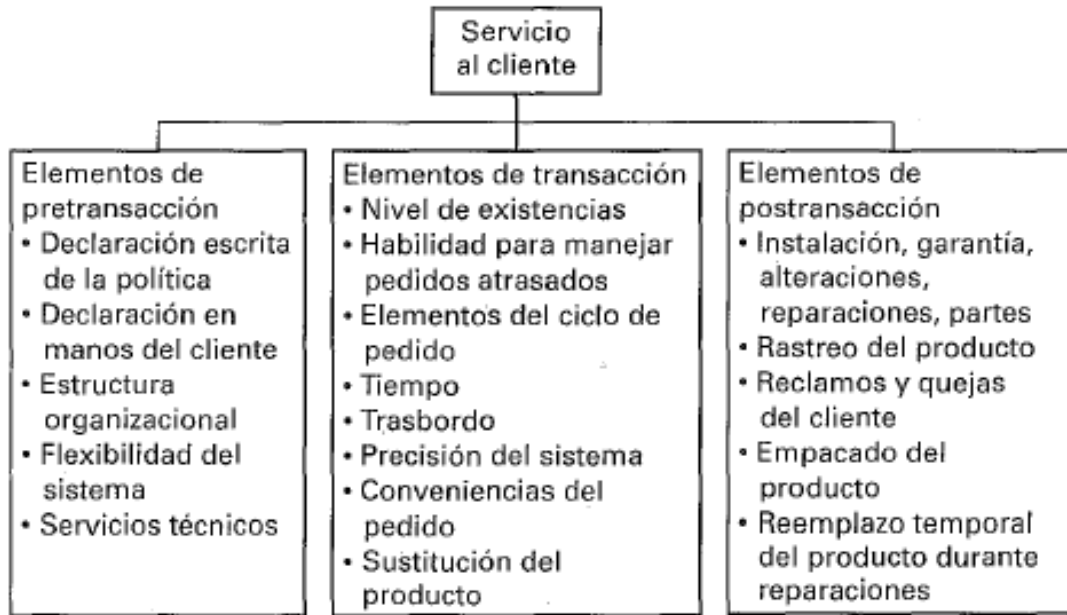 Servicio
al cliente
Elementos de
pretransacción
• Declaración escrita
de la política
• Declaración en
manos del cliente
• Estructura
organizacional
• Flexibilidad del
sistema
• Servicios técnicos
Elementos de transacción
• Nivel de existencias
• Habilidad para manejar
pedidos atrasados
• Elementos del ciclo de
pedido
• Tiempo
• Trasbordo
• Precisión del sistema
• Conveniencias del
pedido
• Sustitución del
producto
Elementos de
postransacción
• Instalación, garantía,
alteraciones,
reparaciones, partes
• Rastreo del producto
• Reclamos y quejas
del cliente
• Empacado del
producto
• Reemplazo temporal
del producto durante
reparaciones